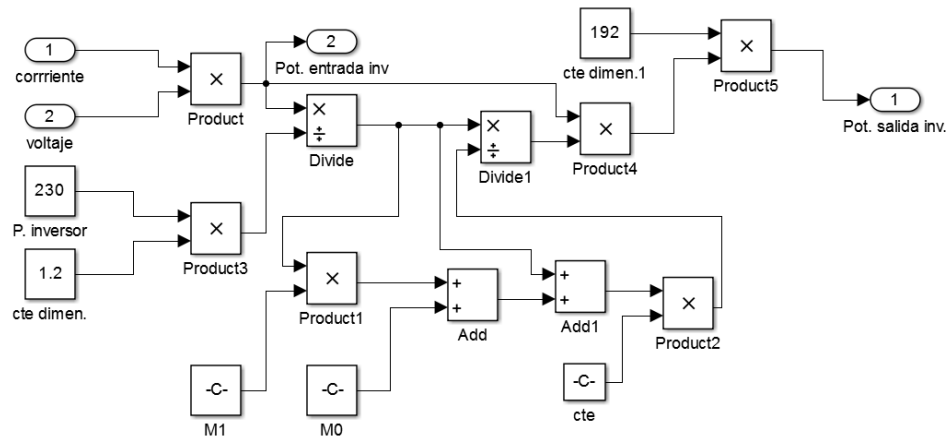 1
corrriente
2
voltaje
×
Product
2
Pot. entrada inv
192
cte dimen.1
×
Product5
1
Pot. salida inv.
×
÷
Divide
×
÷
Divide1
×
Product4
230
P. inversor
1.2
cte dimen.
×
Product3
×
Product1
+
+
Add
+
+
Add1
×
Product2
-C-
M1
-C-
M0
-C-
cte